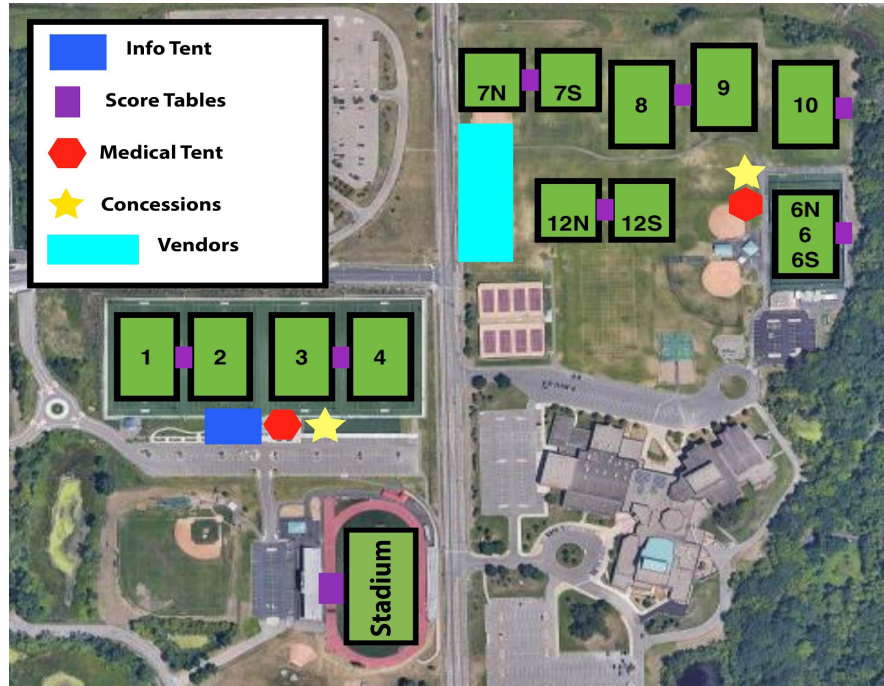 Info Tent
Score Tables
Medical Tent
Concessions
Vendors
7N
7S
8
9
10
12N
12S
6N
6
6S
1
2
3
4
Stadium